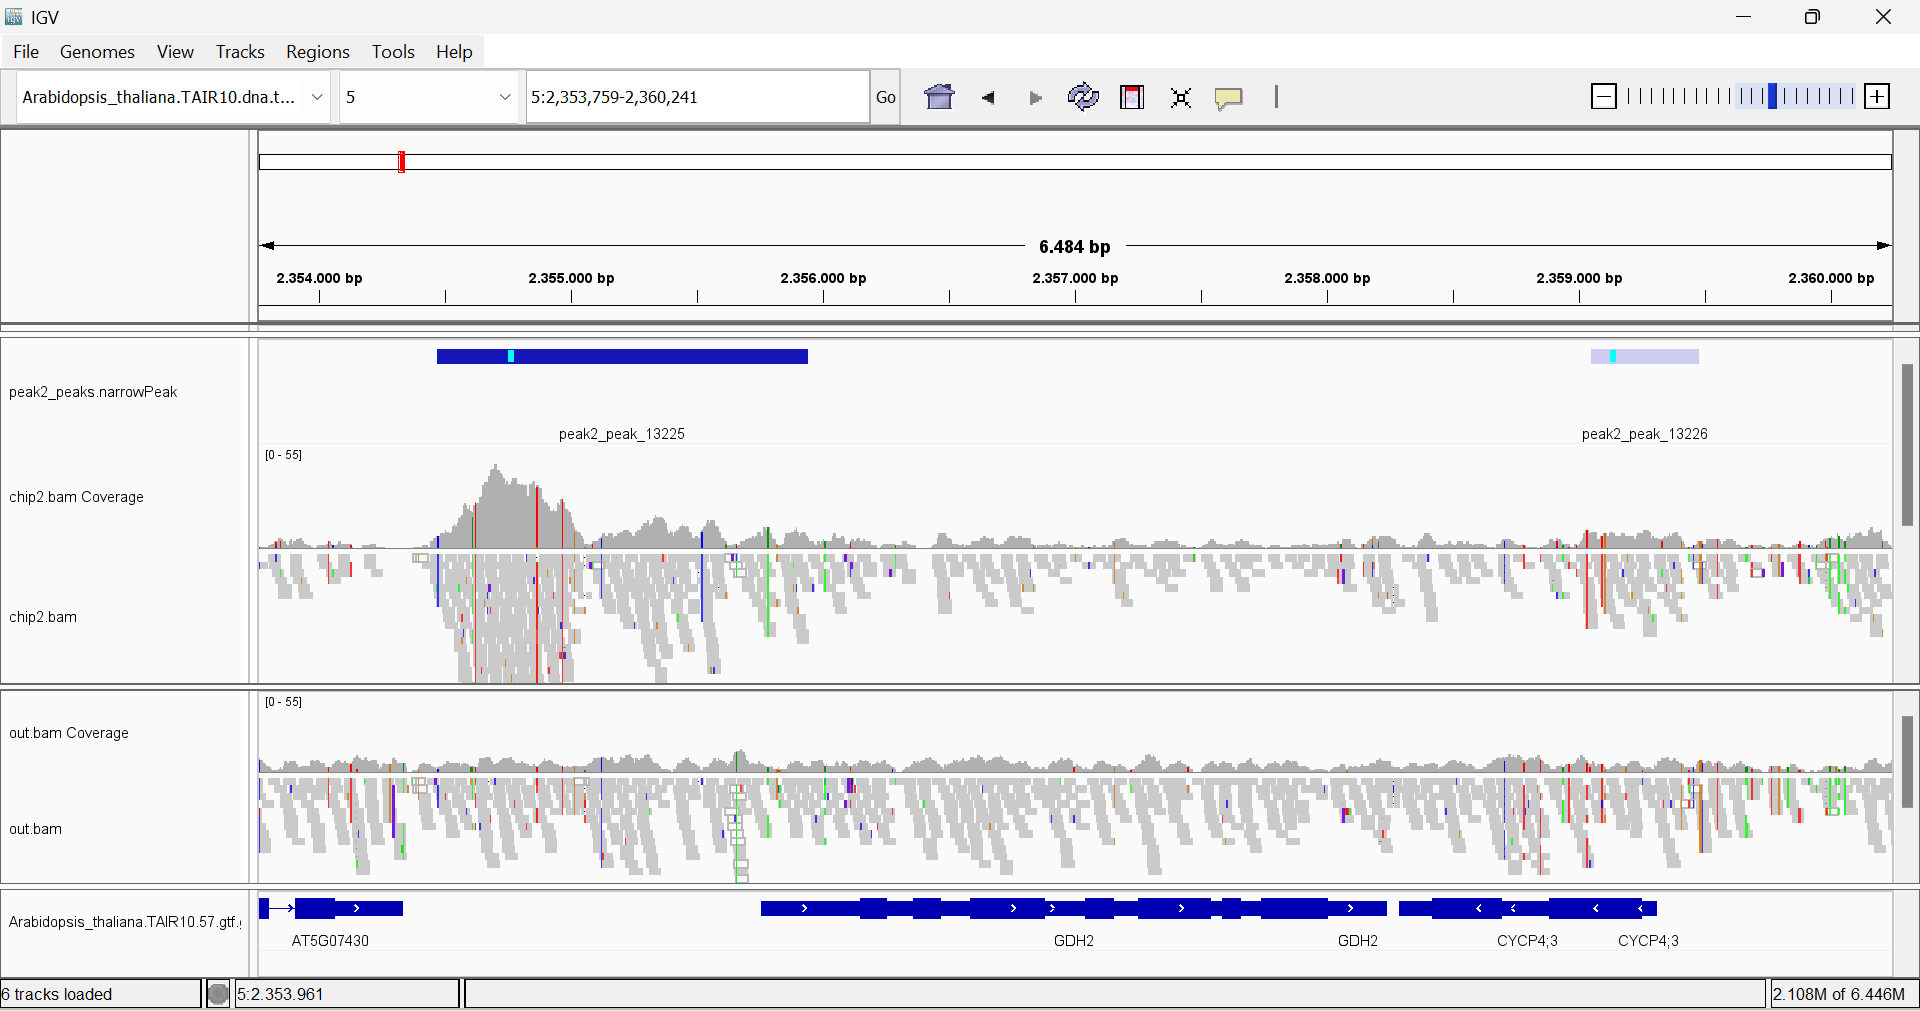 IGV
File Genomes View Tracks Regions Tools Help
Arabidopsis_thaliana.TAIR10.dna.t... 5 5:2,353,759-2,360,241 Go
6.484 bp
2.354.000 bp 2.355.000 bp 2.356.000 bp 2.357.000 bp 2.358.000 bp 2.359.000 bp 2.360.000 bp
peak2_peaks.narrowPeak
peak2_peak_13225 peak2_peak_13226
[0 - 55]
chip2.bam Coverage
chip2.bam
[0 - 55]
out.bam Coverage
out.bam
Arabidopsis_thaliana.TAIR10.57.gtf.
AT5G07430 GDH2 GDH2 CYCP4;3 CYCP4;3
6 tracks loaded 5:2.353.961 2.108M of 6.446M